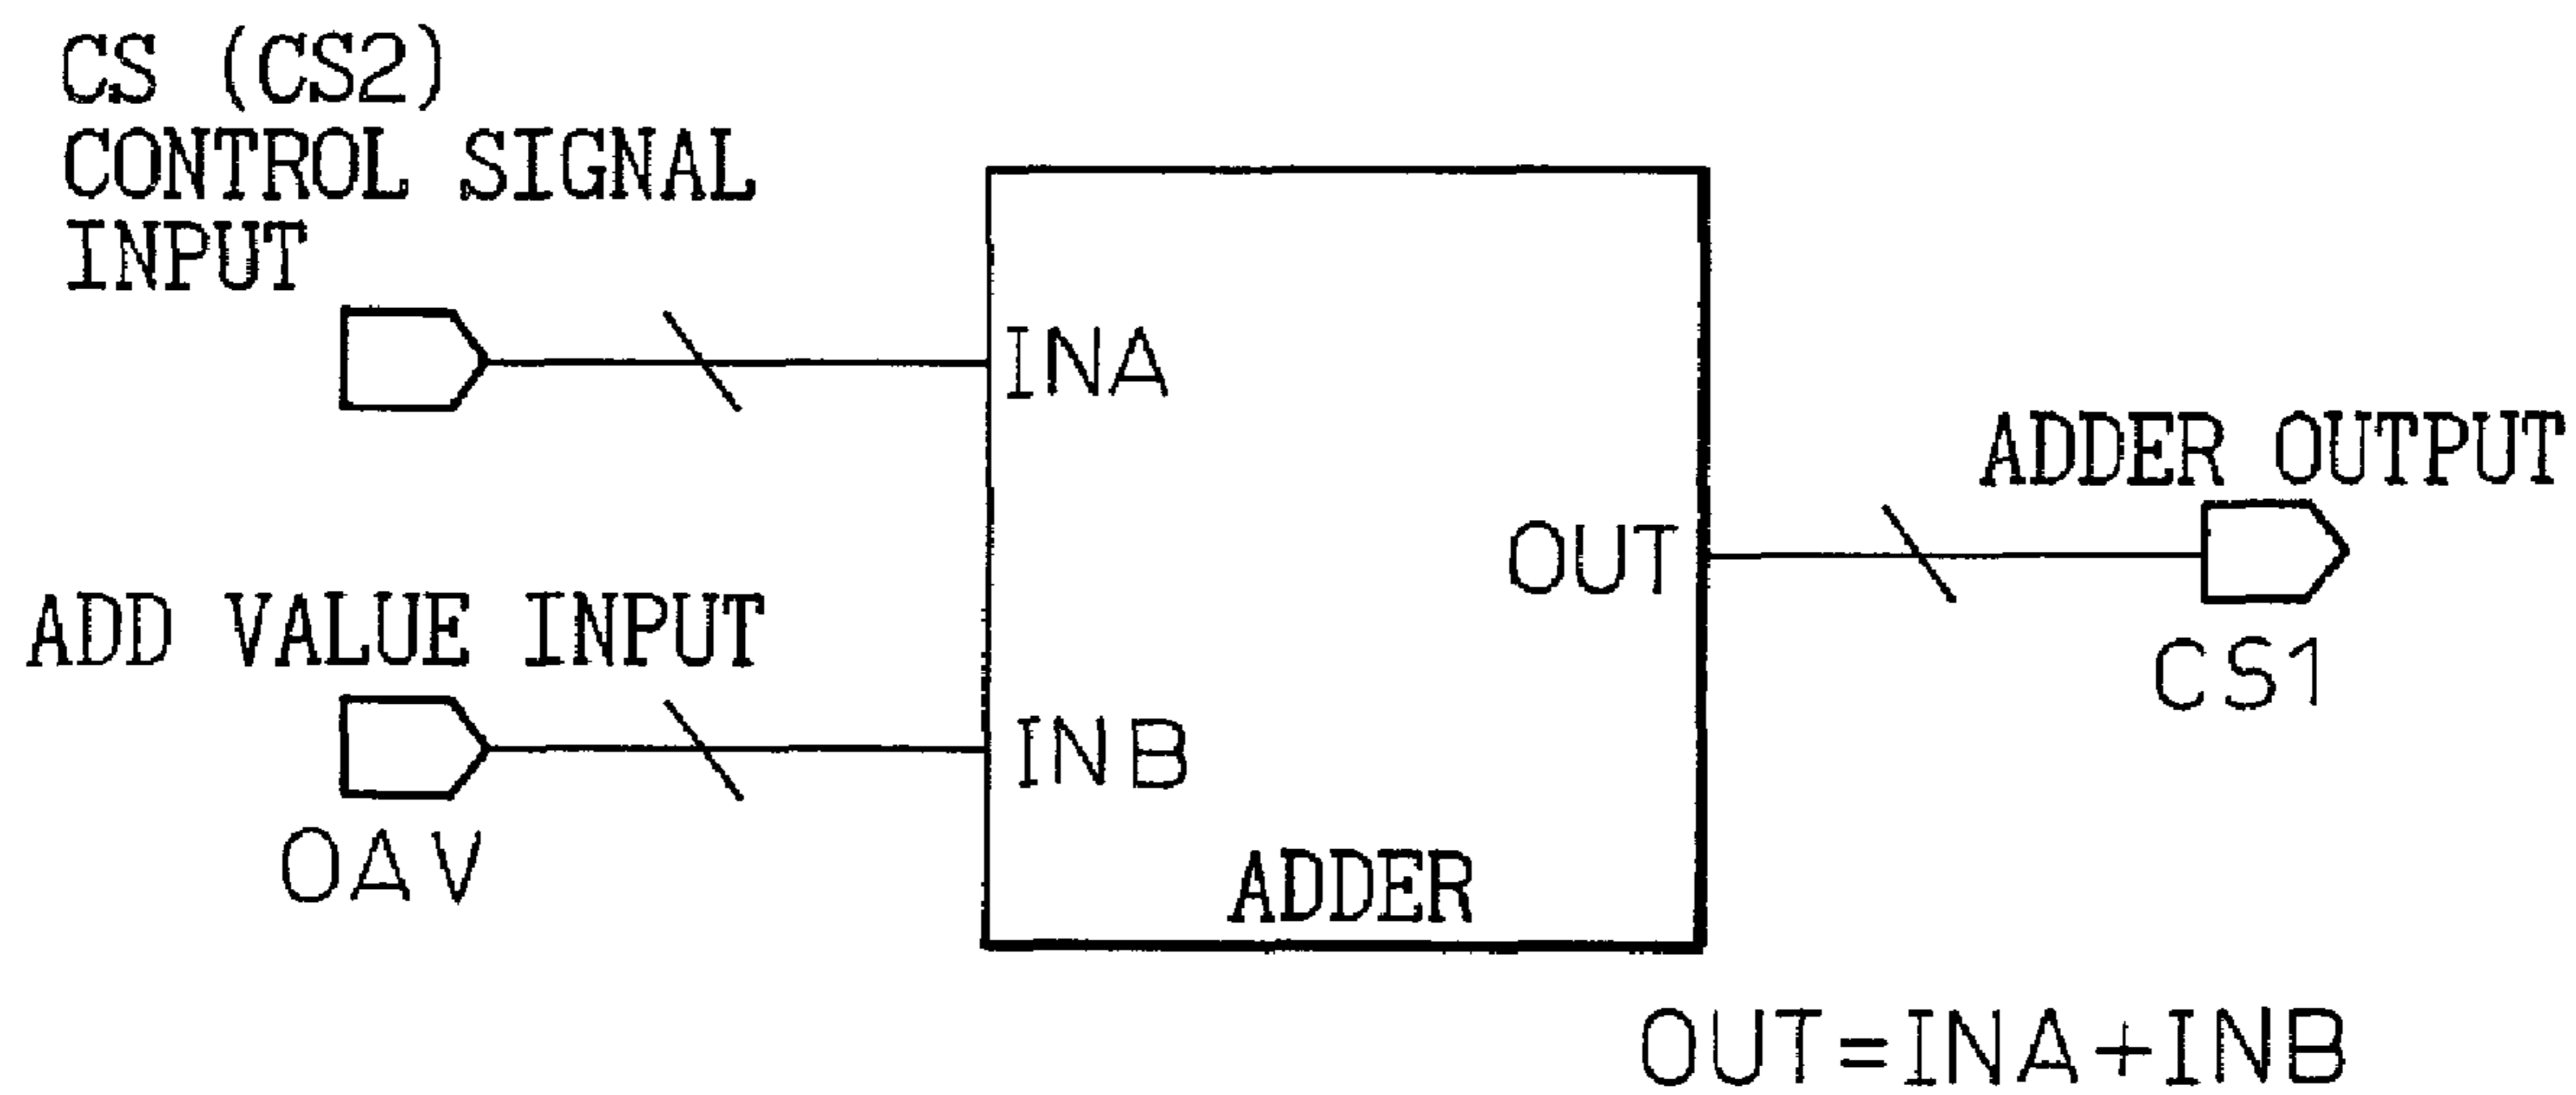 CS (CS2)
CONTROL SIGNAL
INPUT
INA
ADDER OUTPUT
OUT
CS1
ADD VALUE INPUT
INB
OAV
ADDER
OUT=INA+INB